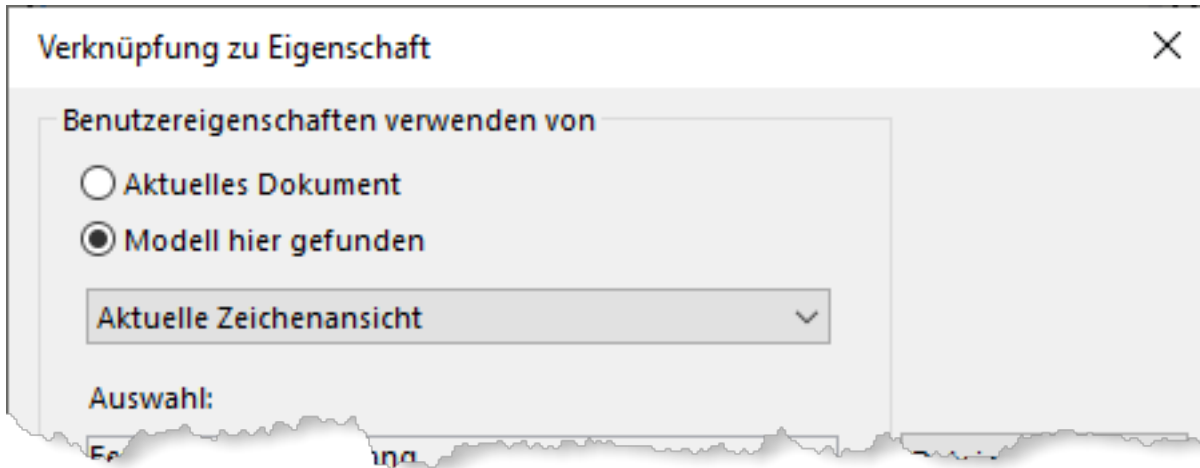 Verknüpfung zu Eigenschaft
Benutzereigenschaften verwenden von
Aktuelles Dokument
Modell hier gefunden
Aktuelle Zeichenansicht
Auswahl: